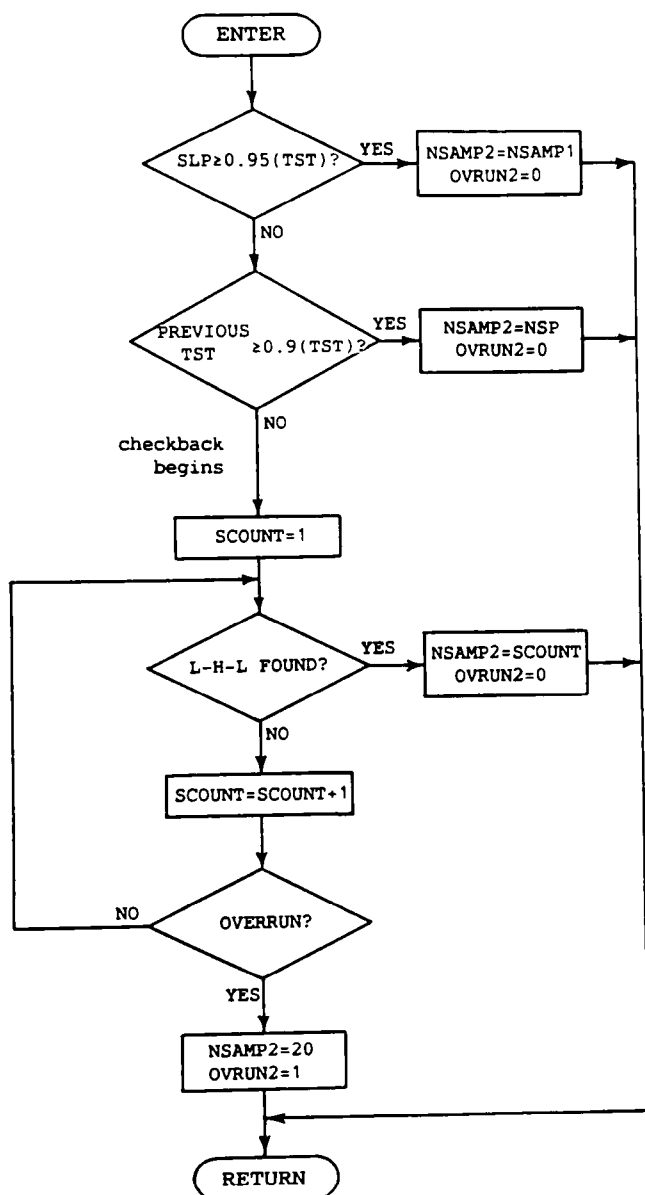 ENTER
SLP≥0.95(TST)?
YES
NSAMP2=NSAMP1
OVRUN2=0
NO
PREVIOUS
TST
≥0.9(TST)?
YES
NSAMP2=NSP
OVRUN2=0
NO
checkback
begins
SCOUNT=1
L-H-L FOUND?
YES
NSAMP2=SCOUNT
OVRUN2=0
NO
SCOUNT=SCOUNT+1
NO
OVERRUN?
YES
NSAMP2=20
OVRUN2=1
RETURN